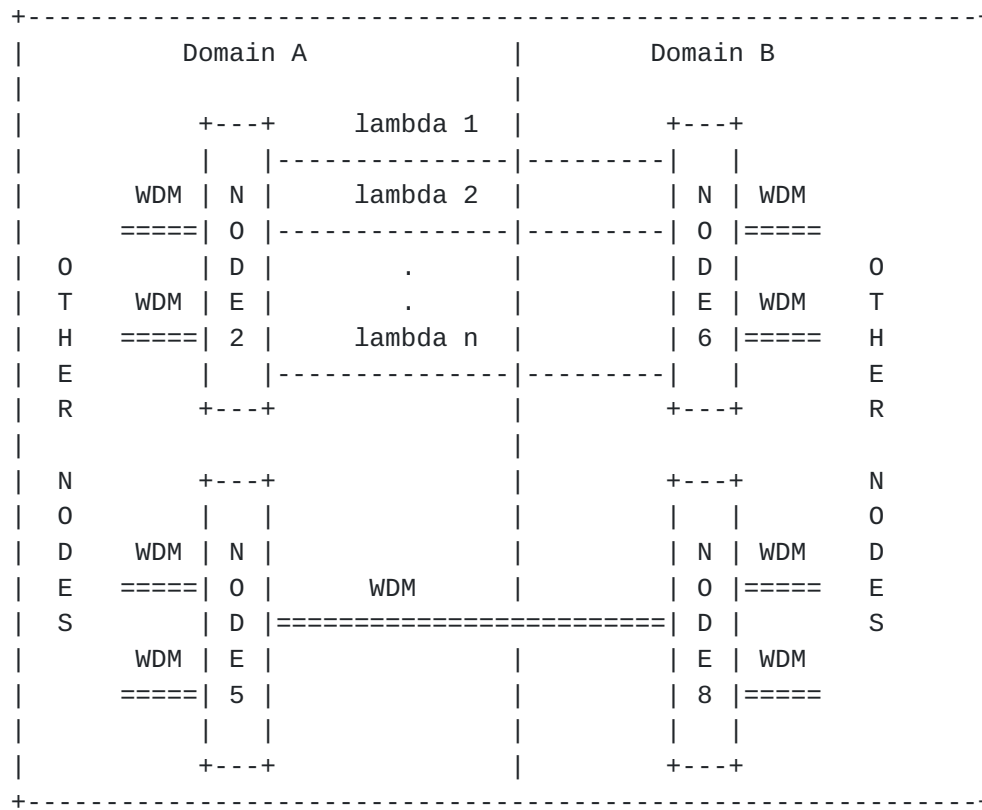 +--------------------------------------------------------------
|          Domain A             |        Domain B
|                               |
|           +---+     lambda 1  |         +---+
|           |   |---------------|---------|   |
|       WDM | N |     lambda 2  |         | N | WDM
|      =====| O |---------------|---------| O |=====
|  O        | D |        .      |         | D |        O
|  T    WDM | E |        .      |         | E | WDM    T
|  H   =====| 2 |     lambda n  |         | 6 |=====   H
|  E        |   |---------------|---------|   |        E
|  R        +---+               |         +---+        R
|                               |
|  N        +---+               |         +---+        N
|  O        |   |               |         |   |        O
|  D    WDM | N |               |         | N | WDM    D
|  E   =====| O |      WDM      |         | O |=====   E
|  S        | D |=========================| D |        S
|       WDM | E |               |         | E | WDM
|      =====| 5 |               |         | 8 |=====
|           |   |               |         |   |
|           +---+               |         +---+
+--------------------------------------------------------------